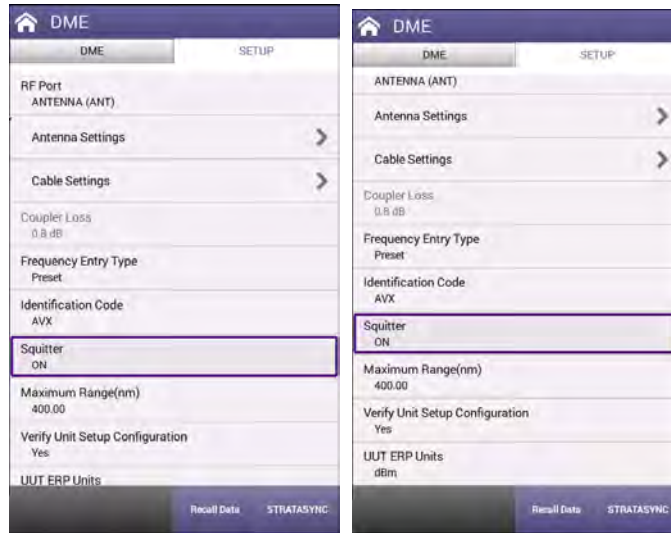 DME
DME SETUP
RF Port
ANTENNA (ANT)
Antenna Settings
Cable Settings
Coupler Loss
0.8 dB
Frequency Entry Type
Preset
Identification Code
AVX
Squitter
ON
Maximum Range(nm)
400.00
Verify Unit Setup Configuration
Yes
UUT ERP Units
Recall Data STRATASYNC
DME
DME SETUP
ANTENNA (ANT)
Antenna Settings
Cable Settings
Coupler Loss
0.8 dB
Frequency Entry Type
Preset
Identification Code
AVX
Squitter
ON
Maximum Range(nm)
400.00
Verify Unit Setup Configuration
Yes
UUT ERP Units
dBm
Recall Data STRATASYNC